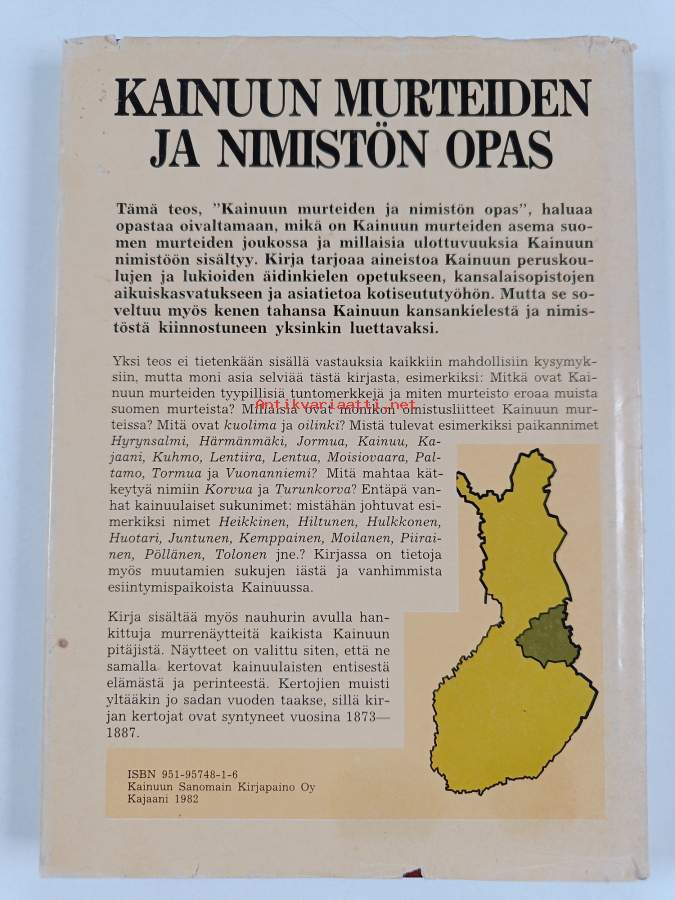 KAINUUN MURTEIDEN
JA NIMISTÖN OPAS
Tämä teos, "Kainuun murteiden ja nimistön opas", haluaa
opastaa oivaltamaan, mikä on Kainuun murteiden asema suo-
men murteiden joukossa ja millaisia ulottuvuuksia Kainuun
nimistöön sisältyy. Kirja tarjoaa aineistoa Kainuun peruskou-
lujen ja lukioiden äidinkielen opetukseen, kansalaisopistojen
aikuiskasvatukseen ja asiatietoa kotiseututyöhön. Mutta se so-
veltuu myös kenen tahansa Kainuun kansankielestä ja nimis-
töstä kiinnostuneen yksinkin luettavaksi.
Yksi teos ei tietenkään sisällä vastauksia kaikkiin mahdollisiin kysymyk-
siin, mutta moni asia selviää tästä kirjasta, esimerkiksi: Mitkä ovat Kai-
nuun murteiden tyypillisiä tuntomerkkejä ja miten murteisto eroaa muista
suomen murteista? Millaisia ovat monikon omistusliitteet Kainuun mur-
Antikvariaatti.net
teissa? Mitä ovat kuolima ja oilinki? Mistä tulevat esimerkiksi paikannimet
Hyrynsalmi, Härmänmäki, Jormua, Kainuu, Ka-
jaani, Kuhmo, Lentiira, Lentua, Moisiovaara, Pal-
tamo, Tormua ja Vuonanniemi? Mitä mahtaa kät-
keytyä nimiin Korvua ja Turunkorva? Entäpä van-
hat kainuulaiset sukunimet: mistähän johtuvat esi-
merkiksi nimet Heikkinen, Hiltunen, Hulkkonen,
Huotari, Juntunen, Kemppainen, Moilanen, Piirai-
nen, Pöllänen, Tolonen jne.? Kirjassa on tietoja
myös muutamien sukujen iästä ja vanhimmista
esiintymispaikoista Kainuussa.
Kirja sisältää myös nauhurin avulla han-
kittuja murrenäytteitä kaikista Kainuun
pitäjistä. Näytteet on valittu siten, että ne
samalla kertovat kainuulaisten entisestä
elämästä ja perinteestä. Kertojien muisti
yltääkin jo sadan vuoden taakse, sillä kir-
jan kertojat ovat syntyneet vuosina 1873—
1887.
ISBN 951-95748-1-6
Kainuun Sanomain Kirjapaino Oy
Kajaani 1982